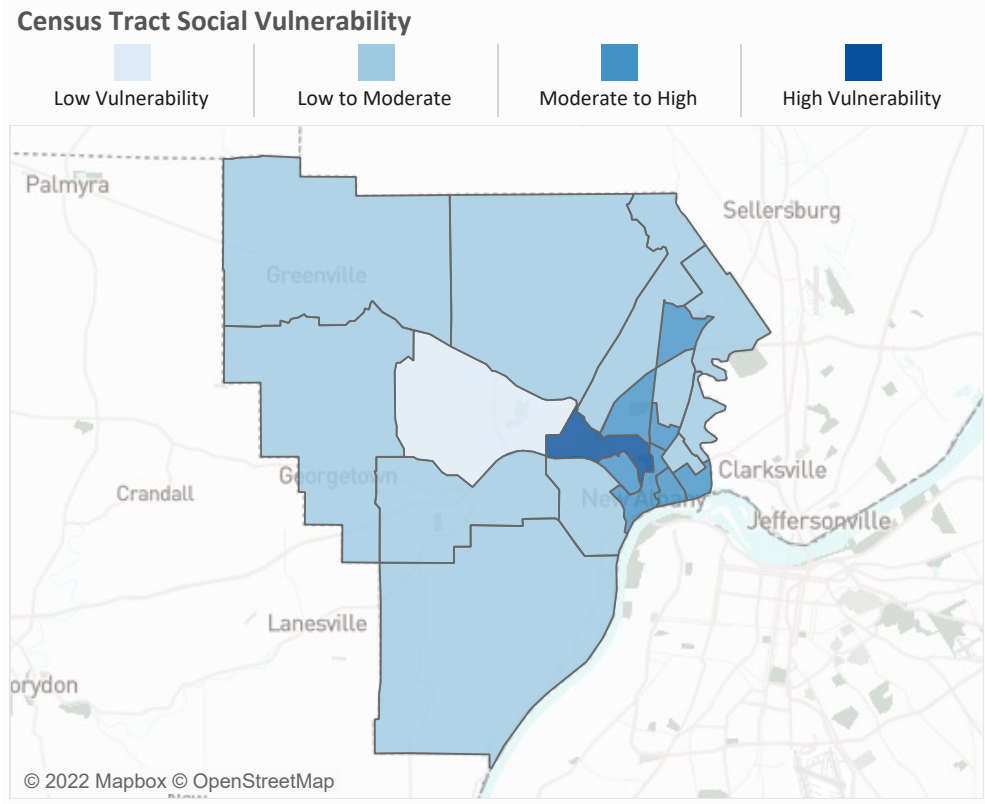 Census Tract Social Vulnerability
Low Vulnerability
Low to Moderate
Moderate to High
High Vulnerability
Palmyra
Sellersburg
Greenville
Georgetown
Clarksville
Crandall
New Albany
Jeffersonville
Lanesville
orydon
© 2022 Mapbox © OpenStreetMap